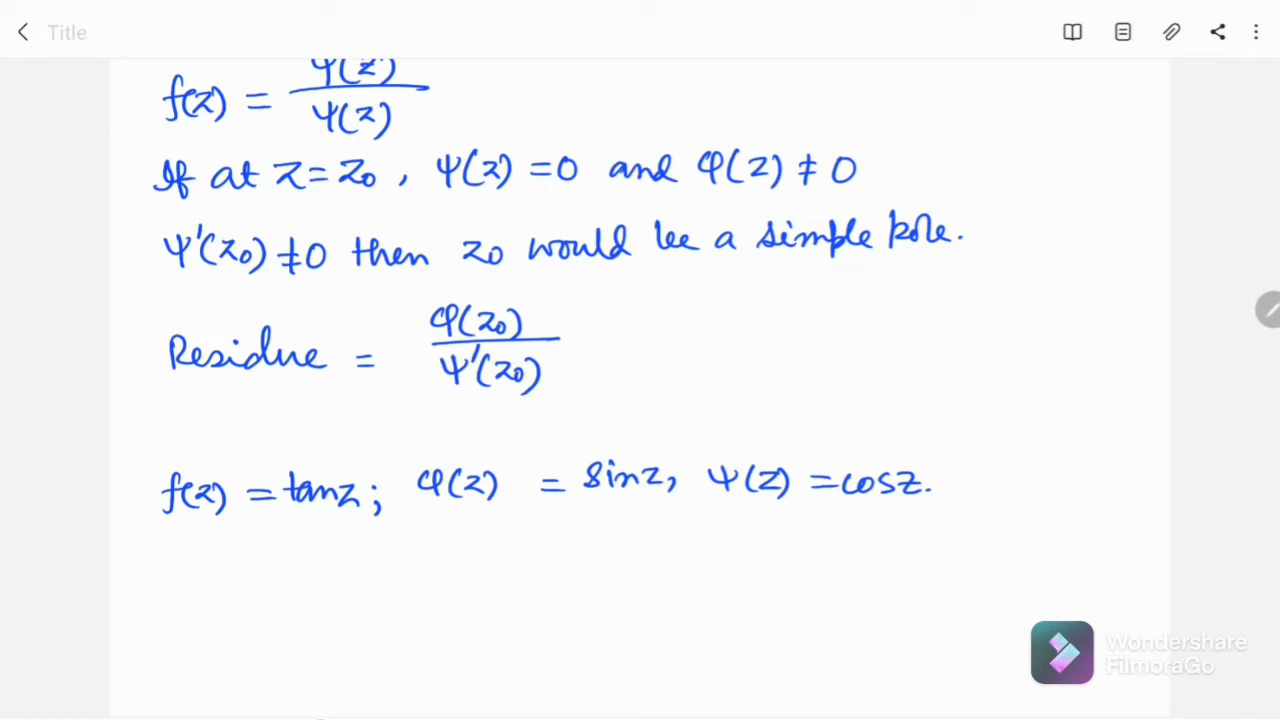 Title
f(z) = φ(z) / ψ(z)
If at z = z₀ , ψ(z) = 0 and φ(z) ≠ 0
ψ'(z₀) ≠ 0 then z₀ would be a simple pole.
Residue = φ(z₀) / ψ'(z₀)
f(z) = tanz ; φ(z) = sinz, ψ(z) = cosz.
Wondershare
FilmoraGo